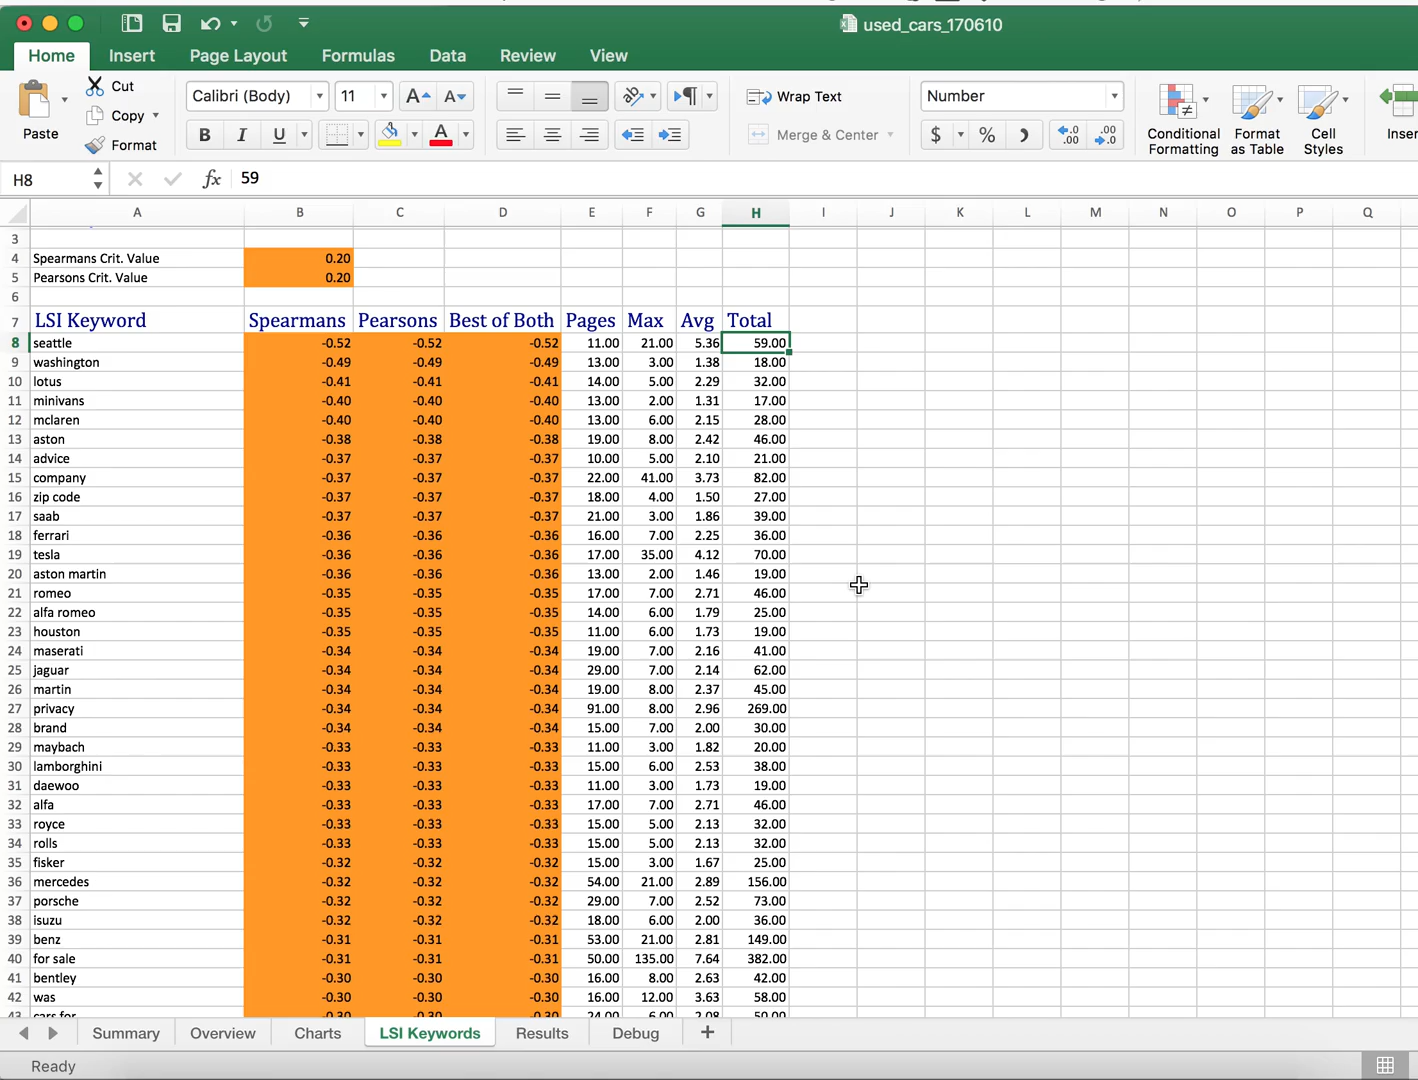 used_cars_170610
Home Insert Page Layout Formulas Data Review View
Paste
Cut
Copy
Format
Calibri (Body) 11
B I U
Wrap Text
Merge & Center
Number
$ %
Conditional Formatting
Format as Table
Cell Styles
Inser
H8 fx 59
A B C D E F G H I J K L M N O P Q
3
4 Spearmans Crit. Value 0.20
5 Pearsons Crit. Value 0.20
6
7 LSI Keyword Spearmans Pearsons Best of Both Pages Max Avg Total
8 seattle -0.52 -0.52 -0.52 11.00 21.00 5.36 59.00
9 washington -0.49 -0.49 -0.49 13.00 3.00 1.38 18.00
10 lotus -0.41 -0.41 -0.41 14.00 5.00 2.29 32.00
11 minivans -0.40 -0.40 -0.40 13.00 2.00 1.31 17.00
12 mclaren -0.40 -0.40 -0.40 13.00 6.00 2.15 28.00
13 aston -0.38 -0.38 -0.38 19.00 8.00 2.42 46.00
14 advice -0.37 -0.37 -0.37 10.00 5.00 2.10 21.00
15 company -0.37 -0.37 -0.37 22.00 41.00 3.73 82.00
16 zip code -0.37 -0.37 -0.37 18.00 4.00 1.50 27.00
17 saab -0.37 -0.37 -0.37 21.00 3.00 1.86 39.00
18 ferrari -0.36 -0.36 -0.36 16.00 7.00 2.25 36.00
19 tesla -0.36 -0.36 -0.36 17.00 35.00 4.12 70.00
20 aston martin -0.36 -0.36 -0.36 13.00 2.00 1.46 19.00
21 romeo -0.35 -0.35 -0.35 17.00 7.00 2.71 46.00
22 alfa romeo -0.35 -0.35 -0.35 14.00 6.00 1.79 25.00
23 houston -0.35 -0.35 -0.35 11.00 6.00 1.73 19.00
24 maserati -0.34 -0.34 -0.34 19.00 7.00 2.16 41.00
25 jaguar -0.34 -0.34 -0.34 29.00 7.00 2.14 62.00
26 martin -0.34 -0.34 -0.34 19.00 8.00 2.37 45.00
27 privacy -0.34 -0.34 -0.34 91.00 8.00 2.96 269.00
28 brand -0.34 -0.34 -0.34 15.00 7.00 2.00 30.00
29 maybach -0.33 -0.33 -0.33 11.00 3.00 1.82 20.00
30 lamborghini -0.33 -0.33 -0.33 15.00 6.00 2.53 38.00
31 daewoo -0.33 -0.33 -0.33 11.00 3.00 1.73 19.00
32 alfa -0.33 -0.33 -0.33 17.00 7.00 2.71 46.00
33 royce -0.33 -0.33 -0.33 15.00 5.00 2.13 32.00
34 rolls -0.33 -0.33 -0.33 15.00 5.00 2.13 32.00
35 fisker -0.32 -0.32 -0.32 15.00 3.00 1.67 25.00
36 mercedes -0.32 -0.32 -0.32 54.00 21.00 2.89 156.00
37 porsche -0.32 -0.32 -0.32 29.00 7.00 2.52 73.00
38 isuzu -0.32 -0.32 -0.32 18.00 6.00 2.00 36.00
39 benz -0.31 -0.31 -0.31 53.00 21.00 2.81 149.00
40 for sale -0.31 -0.31 -0.31 50.00 135.00 7.64 382.00
41 bentley -0.30 -0.30 -0.30 16.00 8.00 2.63 42.00
42 was -0.30 -0.30 -0.30 16.00 12.00 3.63 58.00
43 cars for -0.30 -0.30 -0.30 24.00 6.00 2.08 50.00
Summary Overview Charts LSI Keywords Results Debug +
Ready